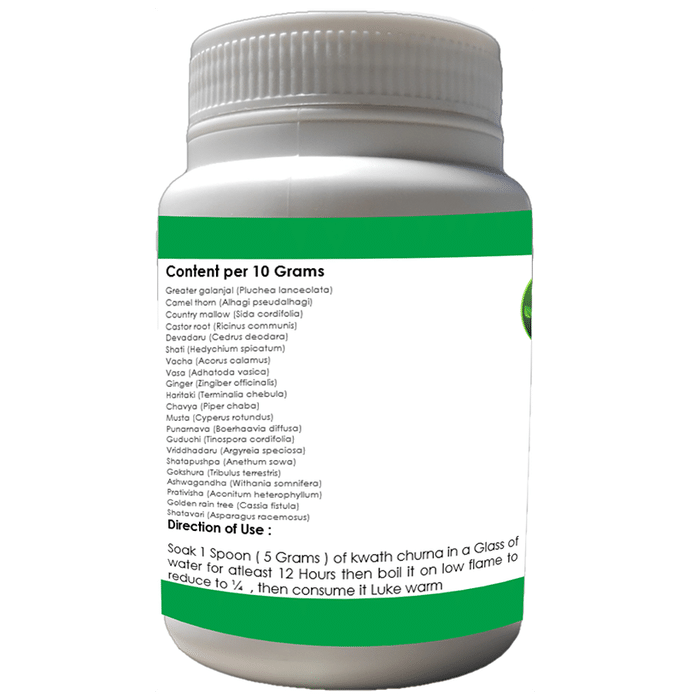 Content per 10 Grams
Greater galanjal (Pluchea lanceolata)
Camel thorn (Alhagi pseudalhagi)
Country mallow (Sida cordifolia)
Castor root (Ricinus communis)
Devadaru (Cedrus deodara)
Shati (Hedychium spicatum)
Vacha (Acorus calamus)
Vasa (Adhatoda vasica)
Ginger (Zingiber officinalis)
Haritaki (Terminalia chebula)
Chavya (Piper chaba)
Musta (Cyperus rotundus)
Punarnava (Boerhaavia diffusa)
Guduchi (Tinospora cordifolia)
Vriddhadaru (Argyreia speciosa)
Shatapushpa (Anethum sowa)
Gokshura (Tribulus terrestris)
Ashwagandha (Withania somnifera)
Prativisha (Aconitum heterophyllum)
Golden rain tree (Cassia fistula)
Shatavari (Asparagus racemosus)
Direction of Use :
Soak 1 Spoon ( 5 Grams ) of kwath churna in a Glass of
water for atleast 12 Hours then boil it on low flame to
reduce to ¼ , then consume it Luke warm